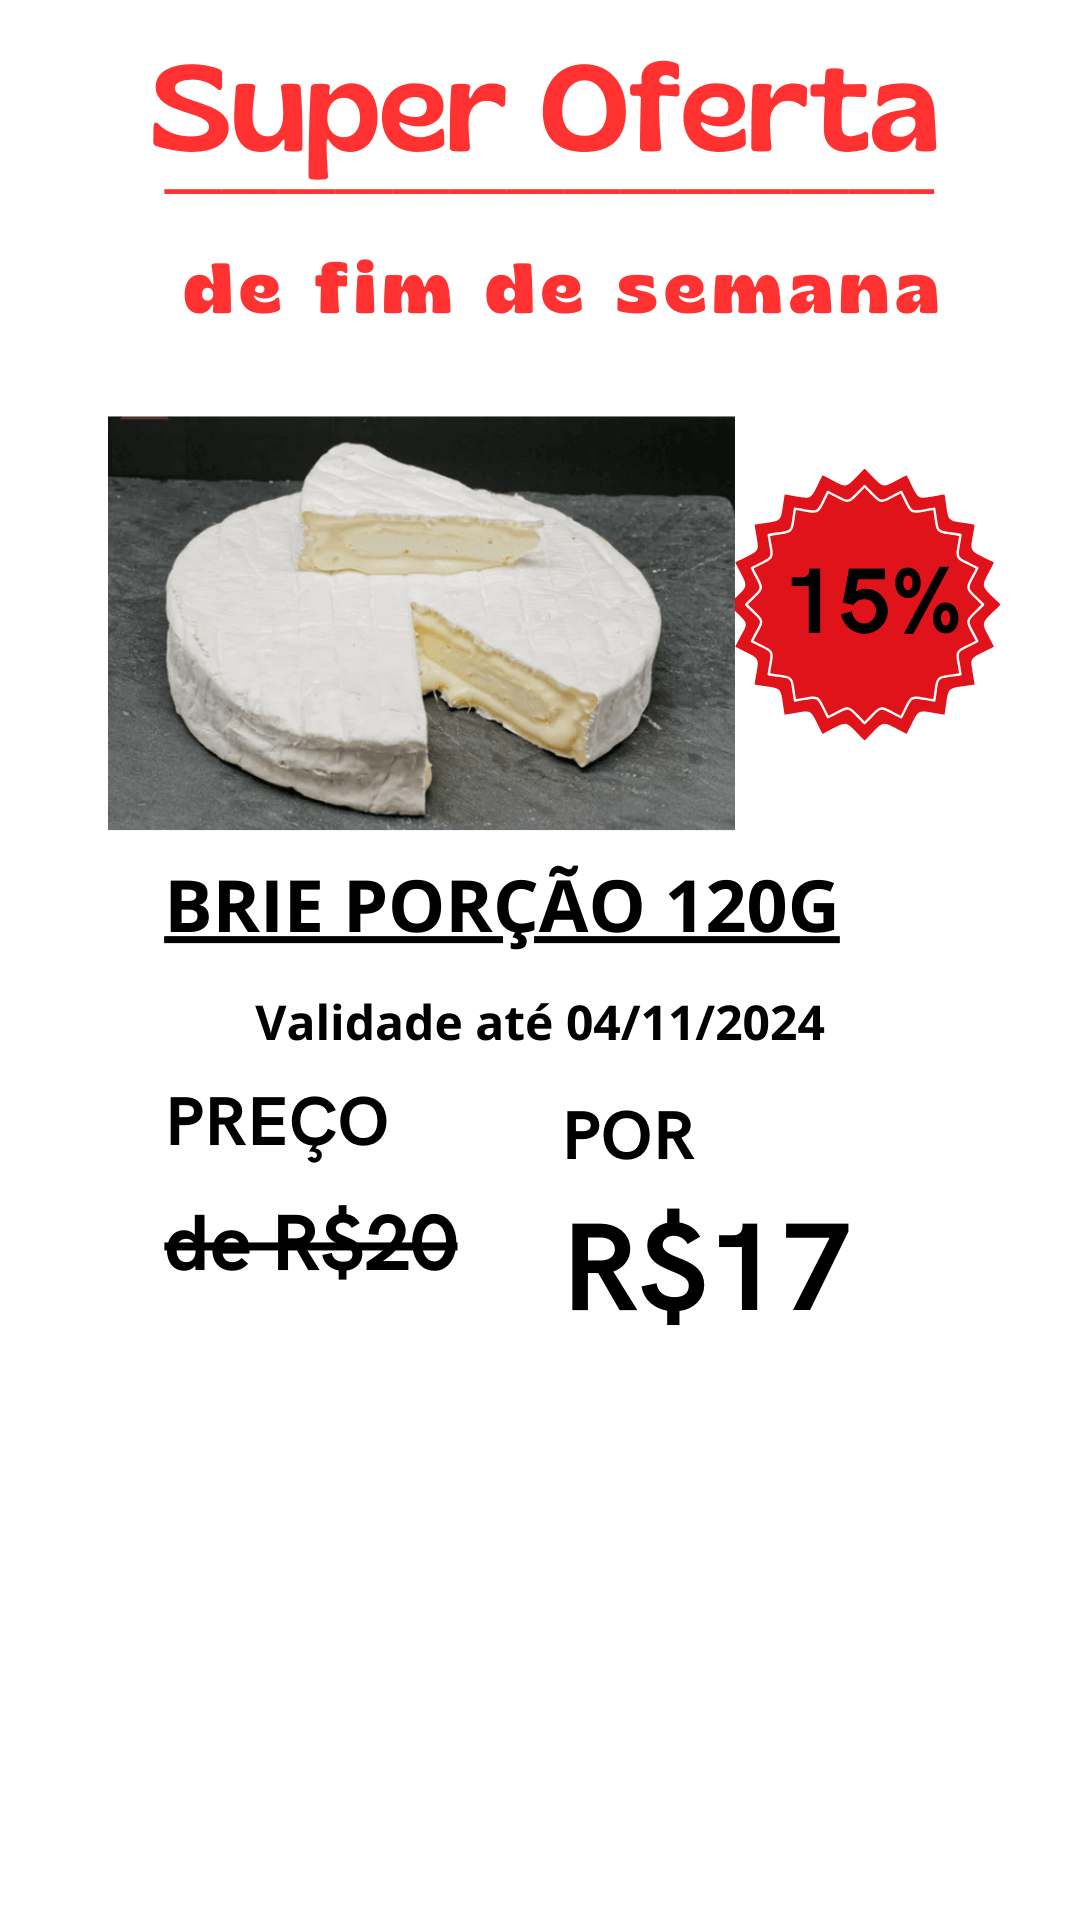 Super Oferta
de fim de semana
15%
BRIE PORÇÃO 120G
Validade até 04/11/2024
PREÇO
de R$20
POR
R$17